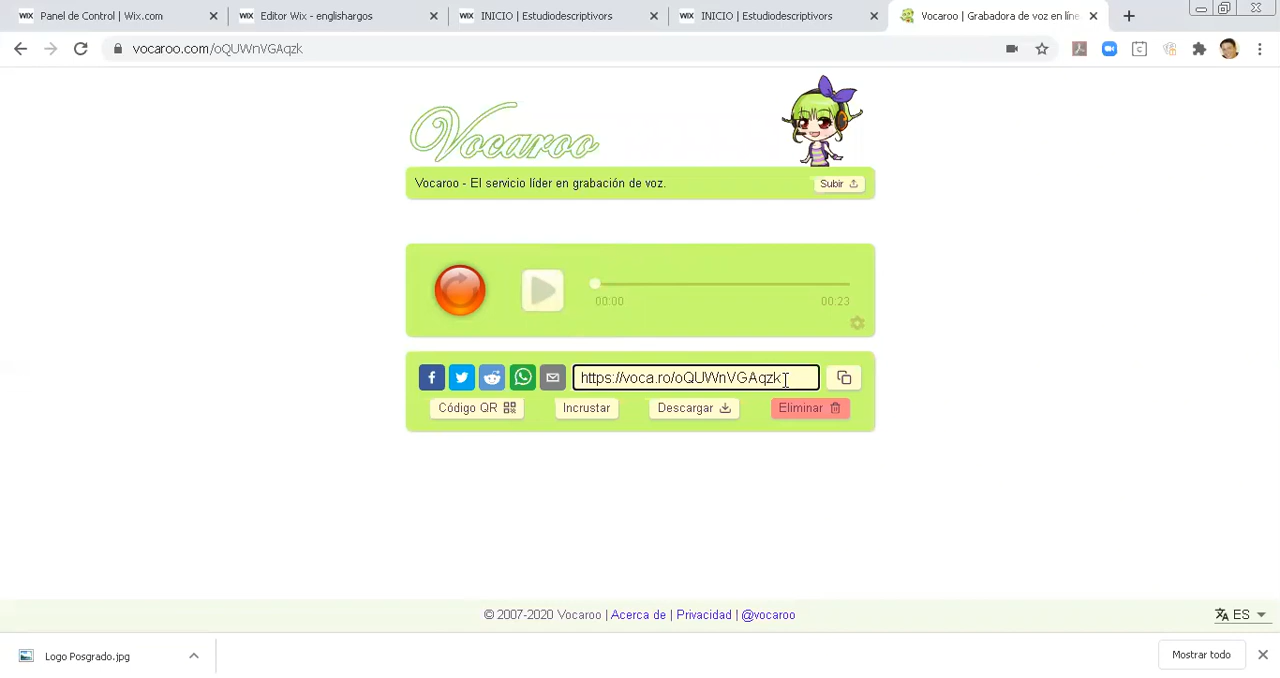 Panel de Control | Wix.com
Editor Wix - englishargos
INICIO | Estudiodescriptivors
INICIO | Estudiodescriptivors
Vocaroo | Grabadora de voz en líne
vocaroo.com/oQUWnVGAqzk
Vocaroo
Vocaroo - El servicio líder en grabación de voz.
Subir
00:00
00:23
https://voca.ro/oQUWnVGAqzk
Código QR
Incrustar
Descargar
Eliminar
© 2007-2020 Vocaroo | Acerca de | Privacidad | @vocaroo
ES
Logo Posgrado.jpg
Mostrar todo